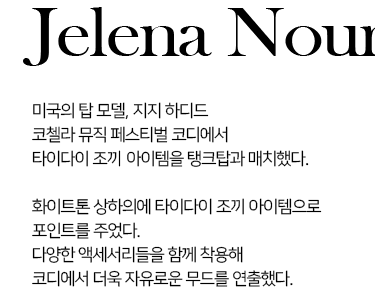 Jelena Nour
미국의 탑 모델, 지지 하디드
코첼라 뮤직 페스티벌 코디에서
타이다이 조끼 아이템을 탱크탑과 매치했다.
화이트톤 상하의에 타이다이 조끼 아이템으로
포인트를 주었다.
다양한 액세서리들을 함께 착용해
코디에서 더욱 자유로운 무드를 연출했다.